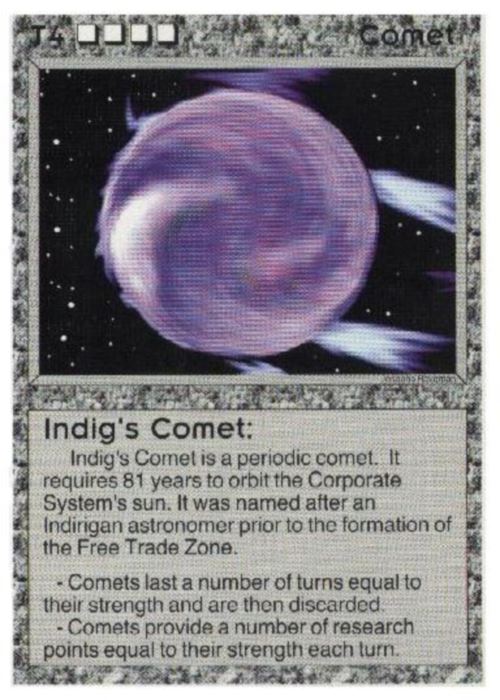 T4 Comet
Indig's Comet:
Indig's Comet is a periodic comet. It
requires 81 years to orbit the Corporate
System's sun. It was named after an
Indirigan astronomer prior to the formation of
the Free Trade Zone.
- Comets last a number of turns equal to
their strength and are then discarded.
- Comets provide a number of research
points equal to their strength each turn.